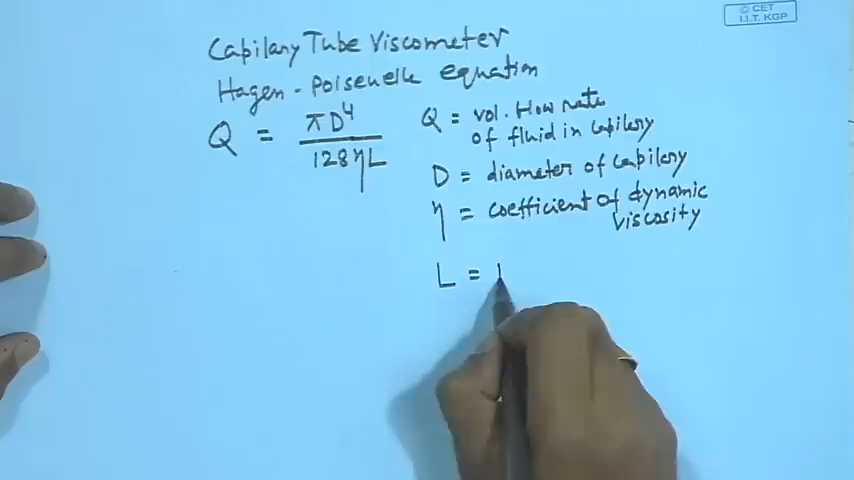 © CET
I.I.T. KGP
Capilary Tube Viscometer
Hagen - Poiseuelle equation
Q = πD⁴ / 128ηL
Q = vol. flow rate
of fluid in capilary
D = diameter of capilary
η = coefficient of dynamic
viscosity
L =